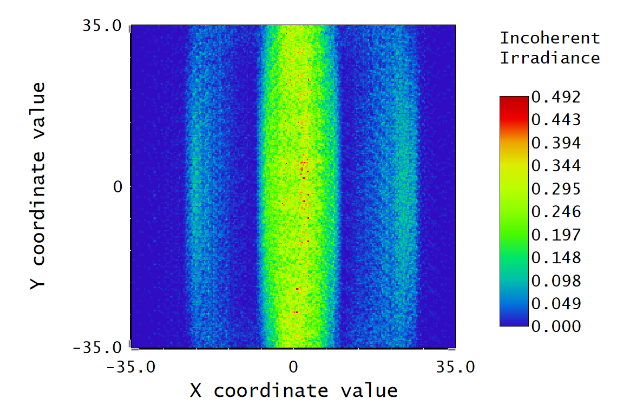 35.0
0
-35.0
Y coordinate value
-35.0 0 35.0
X coordinate value
Incoherent
Irradiance
0.492
0.443
0.394
0.344
0.295
0.246
0.197
0.148
0.098
0.049
0.000